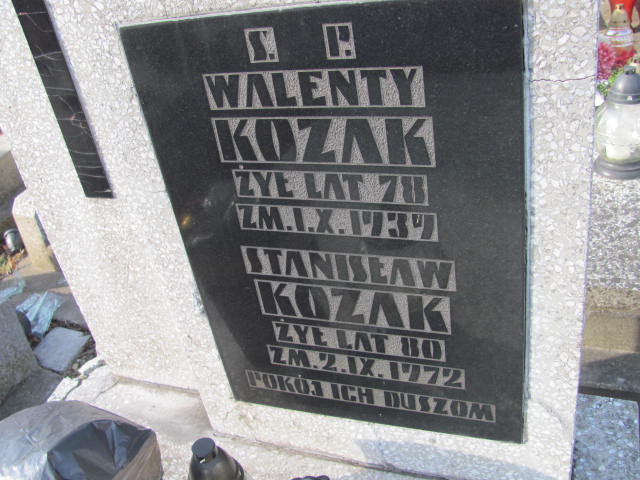 Ś. P.
WALENTY
KOZAK
ŻYŁ LAT 78
ZM. I. X. 1939
STANISŁAW
KOZAK
ŻYŁ LAT 80
ZM. 2. IX. 1972
POKÓJ ICH DUSZOM